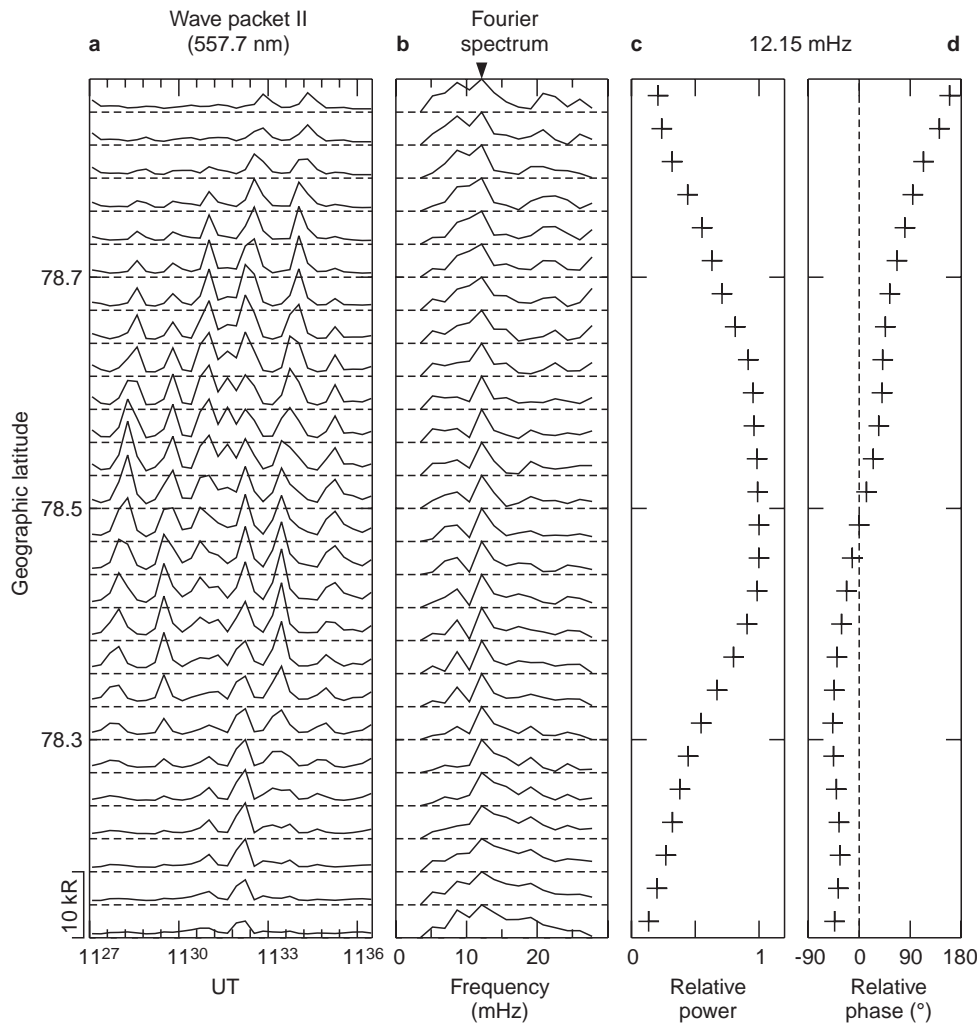 Wave packet II
(557.7 nm)
Fourier
spectrum
12.15 mHz
a
b
c
d
Geographic latitude
78.7
78.5
78.3
10 kR
1127
1130
1133
1136
UT
0
10
20
Frequency
(mHz)
0
1
Relative
power
-90
0
90
180
Relative
phase (°)